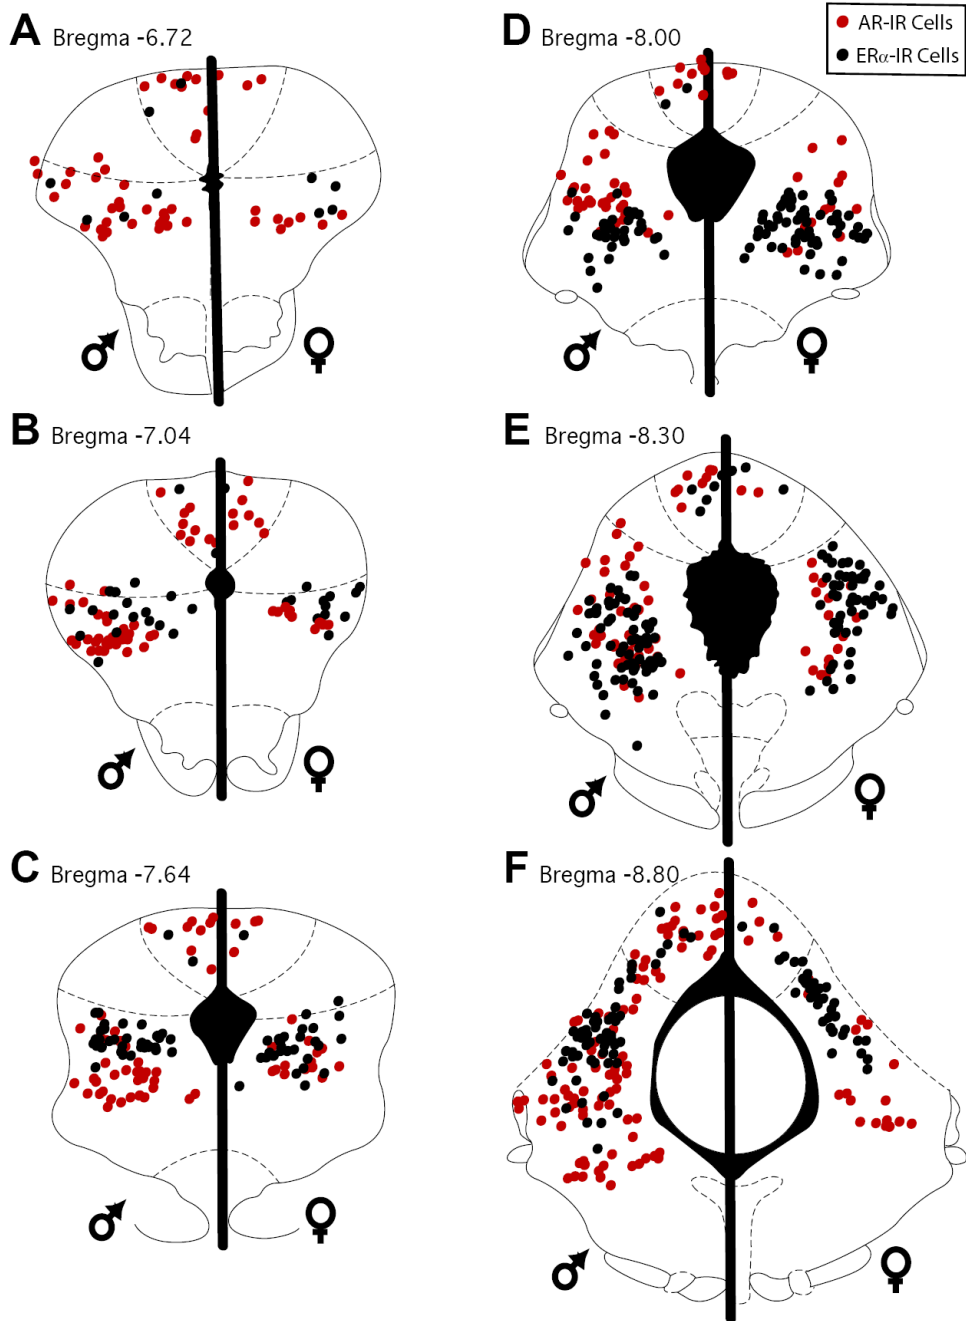 A Bregma -6.72
D Bregma -8.00
AR-IR Cells
ERα-IR Cells
B Bregma -7.04
E Bregma -8.30
C Bregma -7.64
F Bregma -8.80